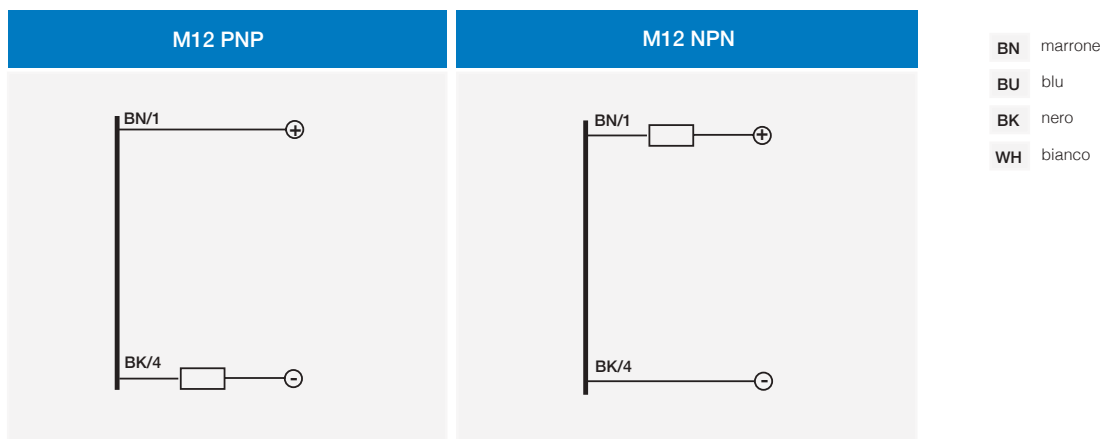 M12 PNP
M12 NPN
BN/1
+
BK/4
-
BN/1
+
BK/4
-
BN marrone
BU blu
BK nero
WH bianco